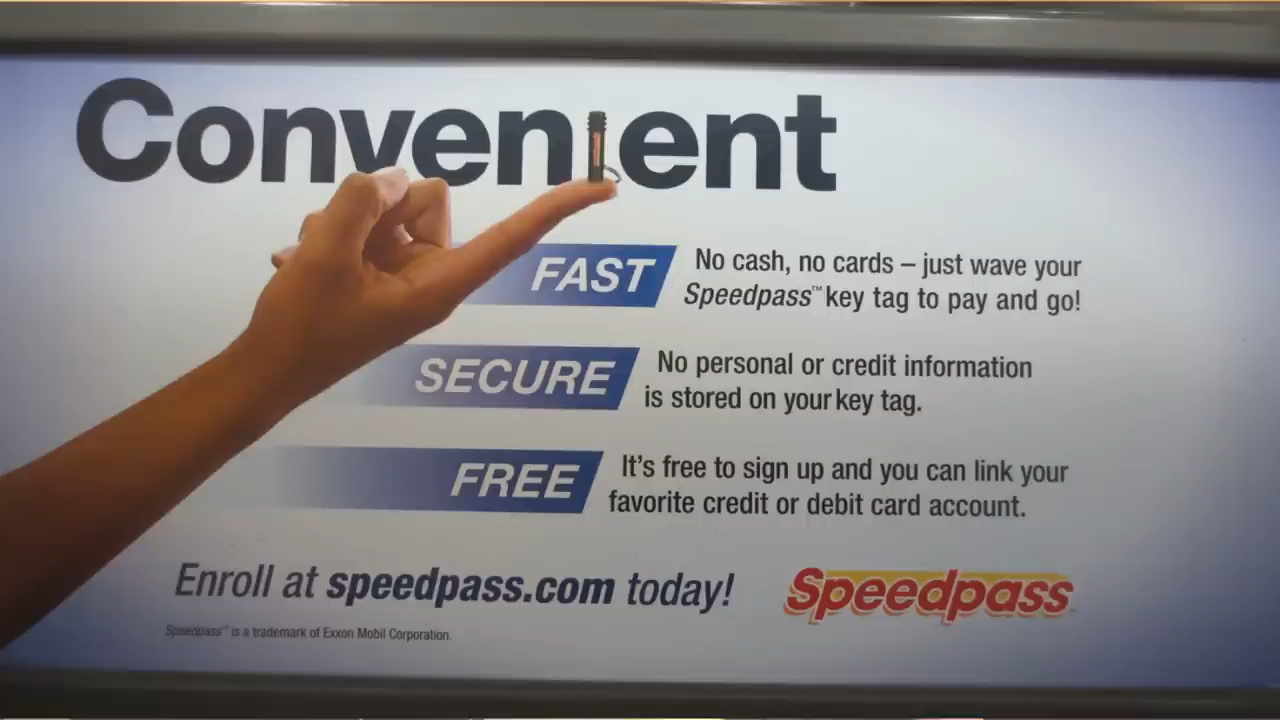 Convenient
FAST
No cash, no cards – just wave your
Speedpass™ key tag to pay and go!
SECURE
No personal or credit information
is stored on your key tag.
FREE
It's free to sign up and you can link your
favorite credit or debit card account.
Enroll at speedpass.com today!
Speedpass
Speedpass™ is a trademark of Exxon Mobil Corporation.